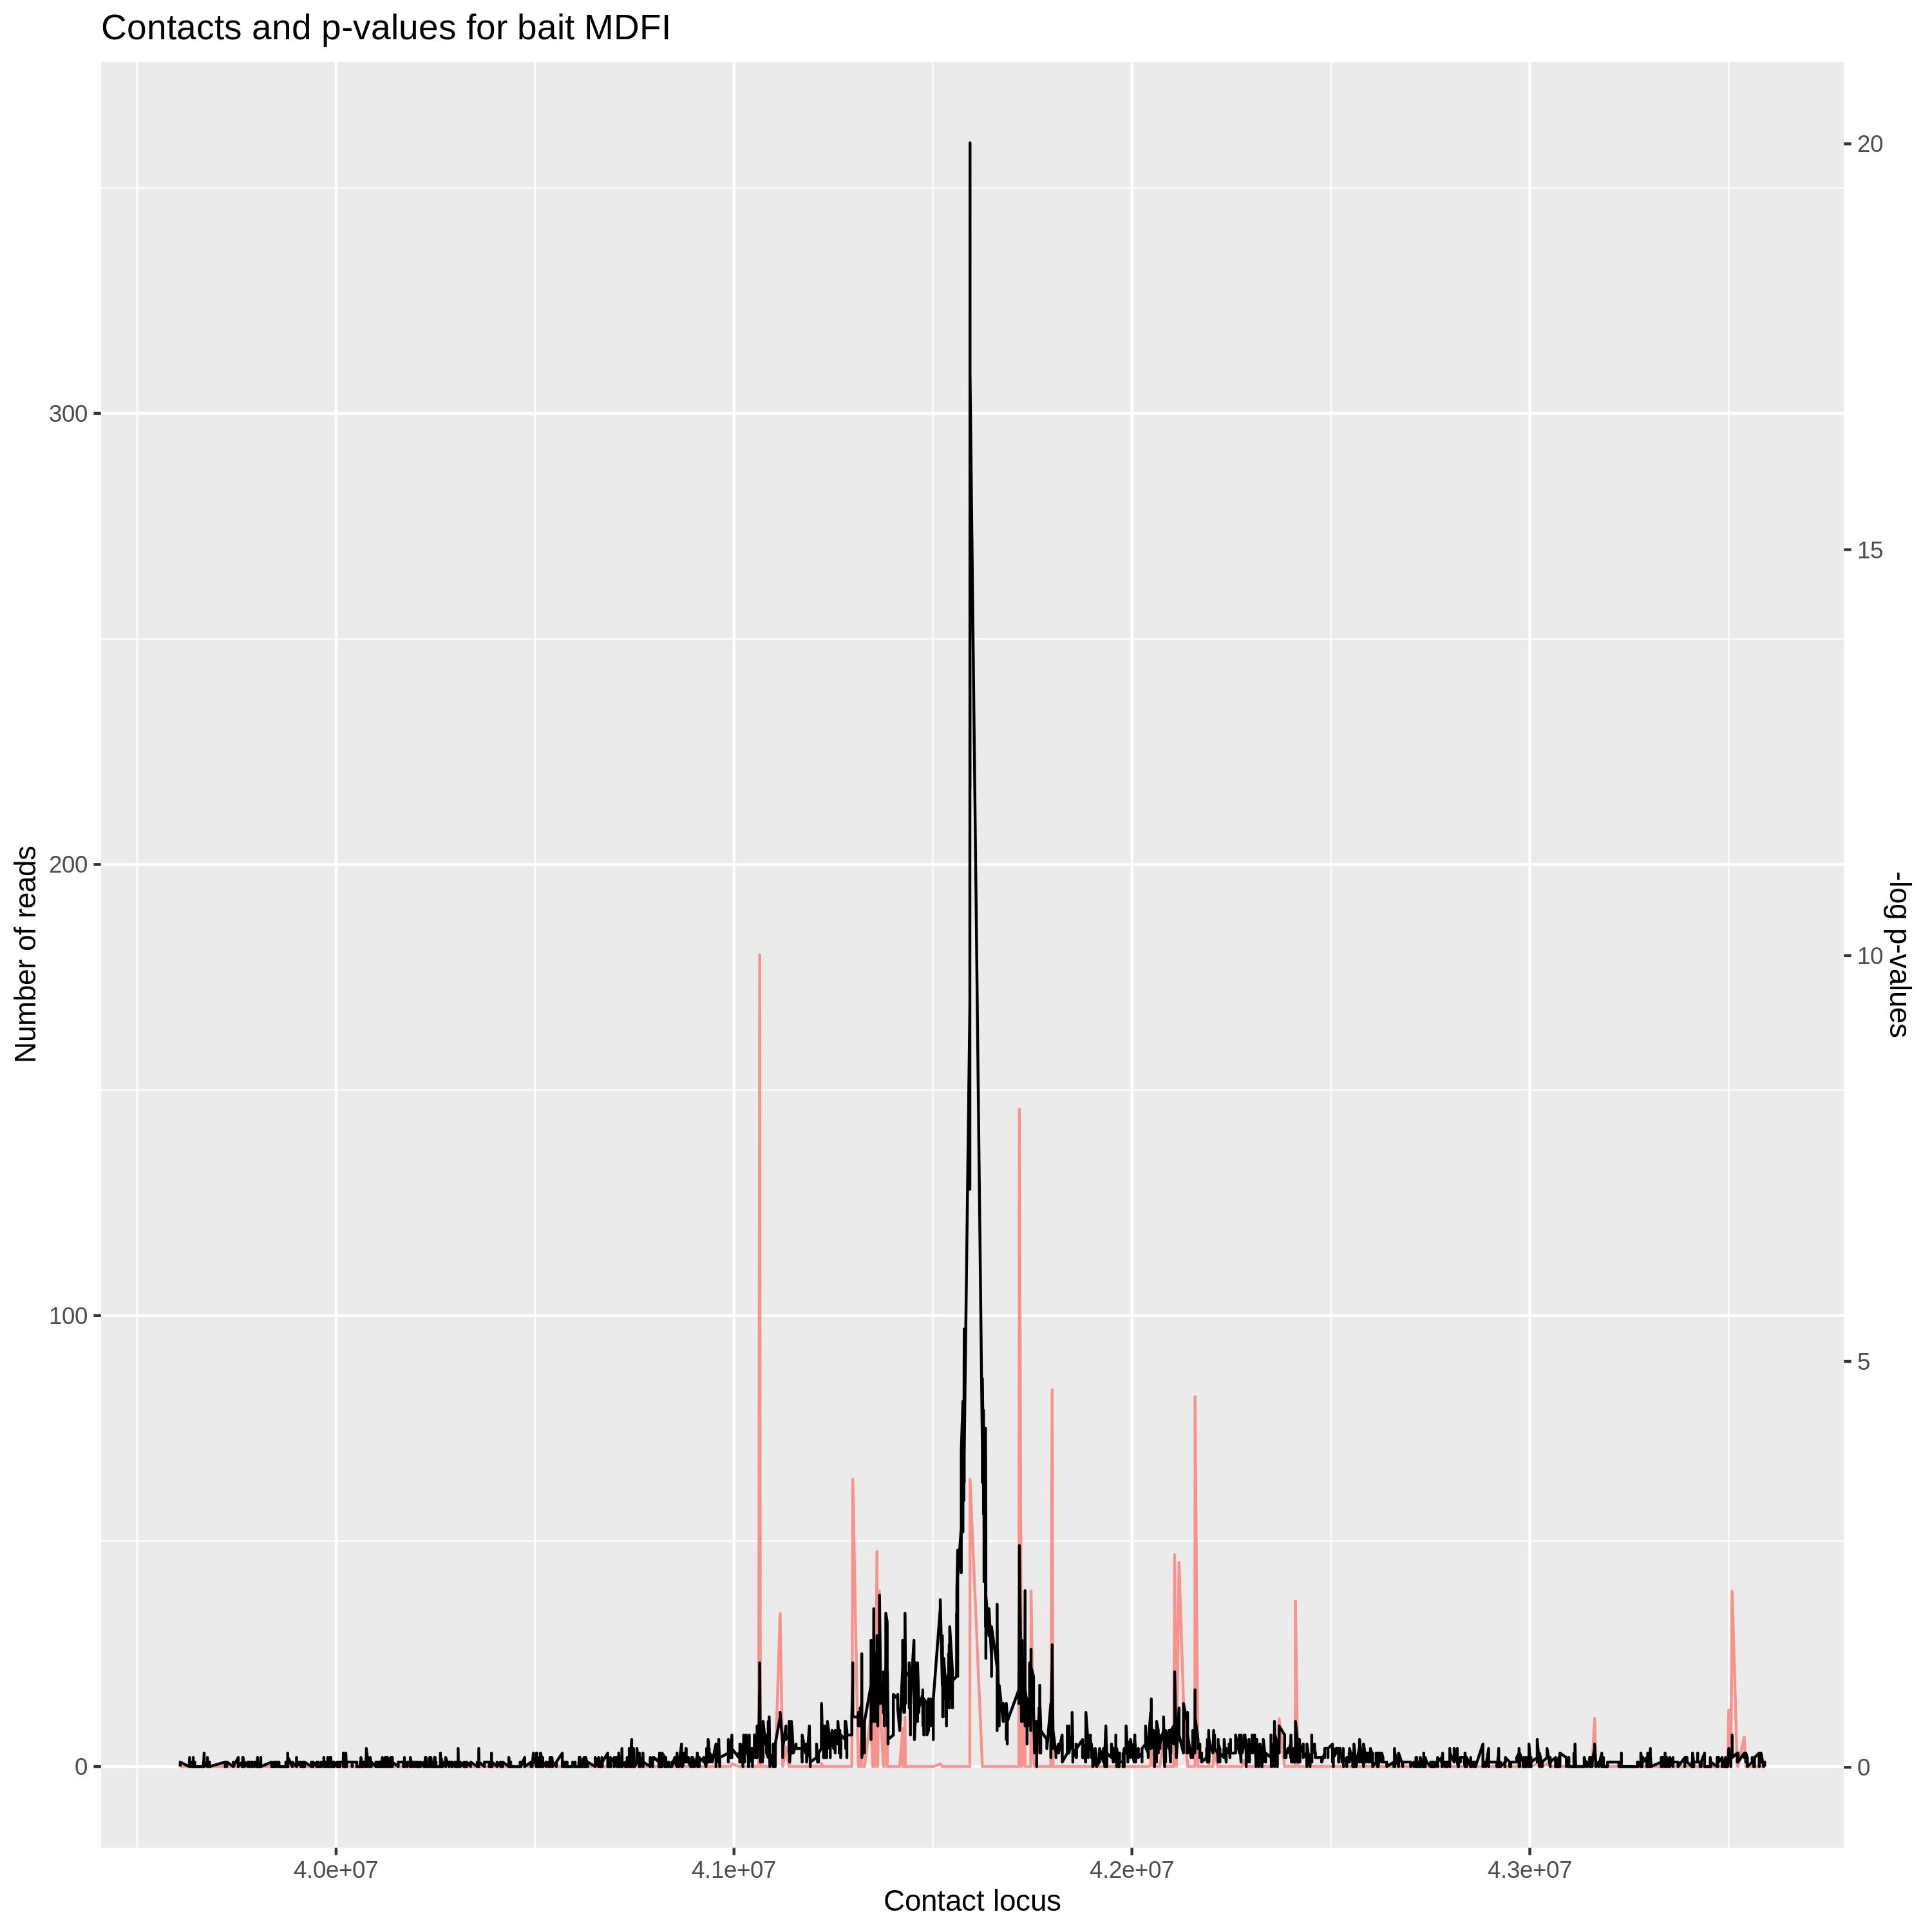 Contacts and p-values for bait MDFI
Number of reads
300
200
100
0
20
15
10
5
0
-log p-values
4.0e+07 4.1e+07 4.2e+07 4.3e+07
Contact locus